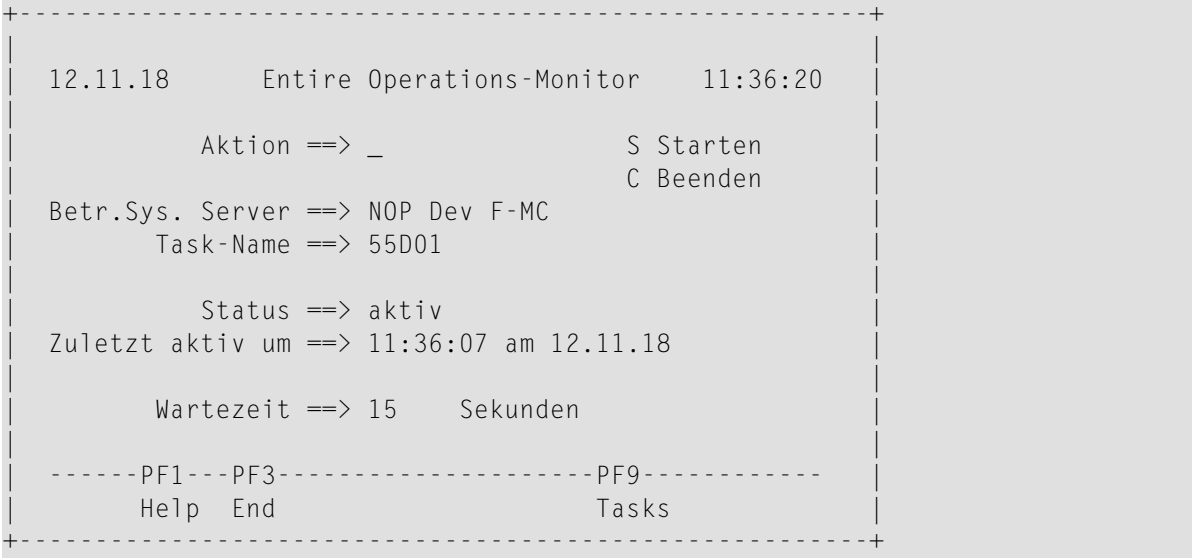 +--------------------------------------------------------+
12.11.18 Entire Operations-Monitor 11:36:20
Aktion ==> _ S Starten
C Beenden
Betr.Sys. Server ==> NOP Dev F-MC
Task-Name ==> 55D01
Status ==> aktiv
Zuletzt aktiv um ==> 11:36:07 am 12.11.18
Wartezeit ==> 15 Sekunden
------PF1---PF3---------------------PF9------------
Help End Tasks
+--------------------------------------------------------+